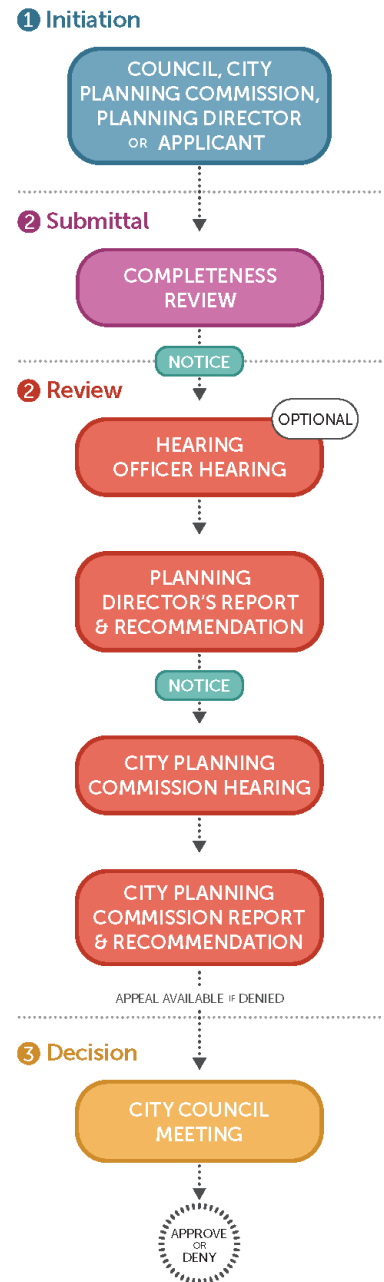 1 Initiation
COUNCIL, CITY
PLANNING COMMISSION,
PLANNING DIRECTOR
OR APPLICANT
2 Submittal
COMPLETENESS
REVIEW
NOTICE
2 Review
OPTIONAL
HEARING
OFFICER HEARING
PLANNING
DIRECTOR'S REPORT
& RECOMMENDATION
NOTICE
CITY PLANNING
COMMISSION HEARING
CITY PLANNING
COMMISSION REPORT
& RECOMMENDATION
APPEAL AVAILABLE IF DENIED
3 Decision
CITY COUNCIL
MEETING
APPROVE
OR
DENY